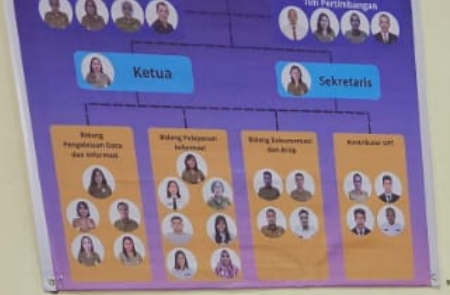 Tim Pertimbangan
Ketua
Sekretaris
Bidang
Pengelolaan Data
dan Informasi
Bidang Pelayanan
Informasi
Bidang Dokumentasi
dan Arsip
Kontributor UPT